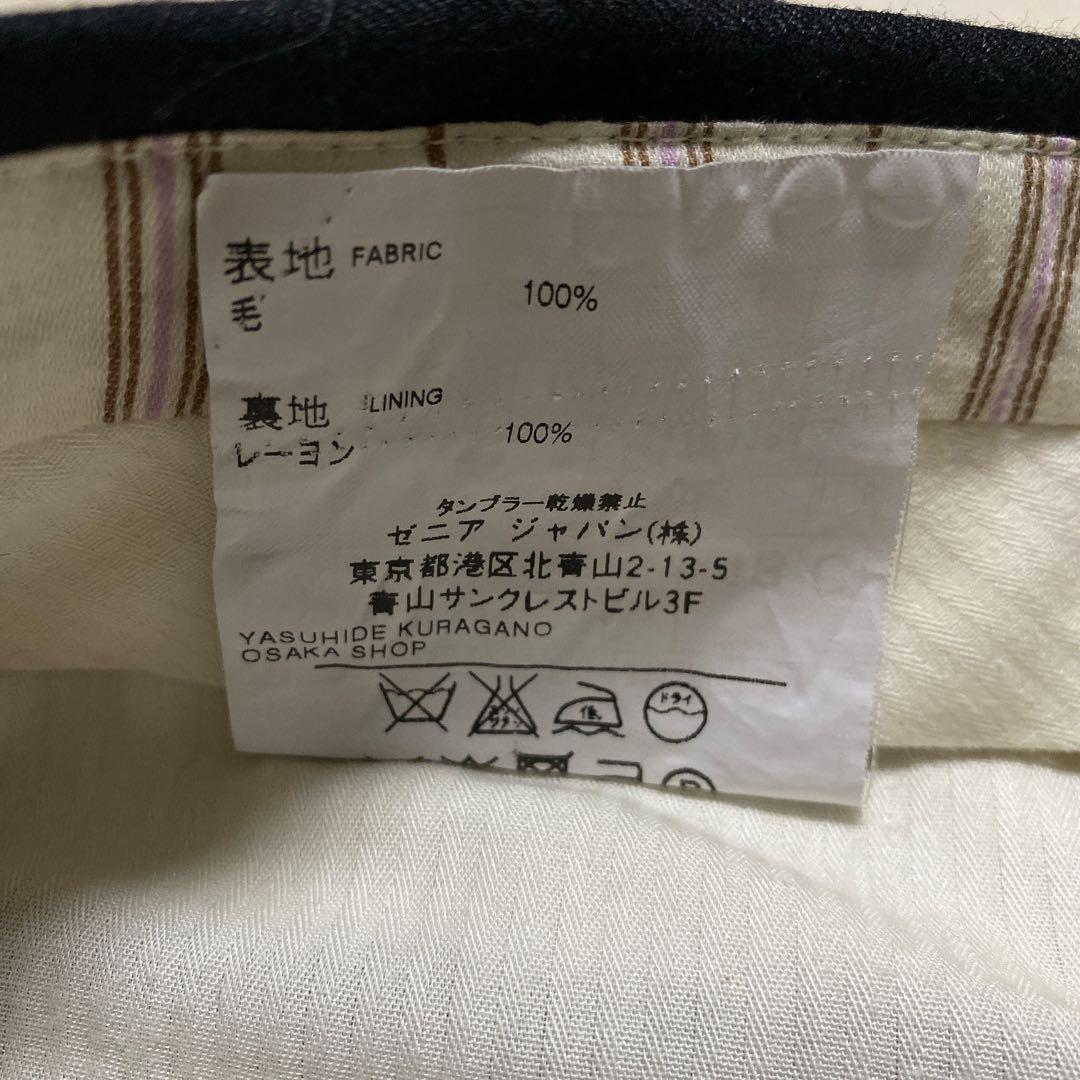 表地 FABRIC
毛 100%
裏地 LINING
レーヨン 100%
タンブラー乾燥禁止
ゼニア ジャパン(株)
東京都港区北青山2-13-5
青山サンクレストビル3F
YASUHIDE KURAGANO
OSAKA SHOP
低 ドライ
P